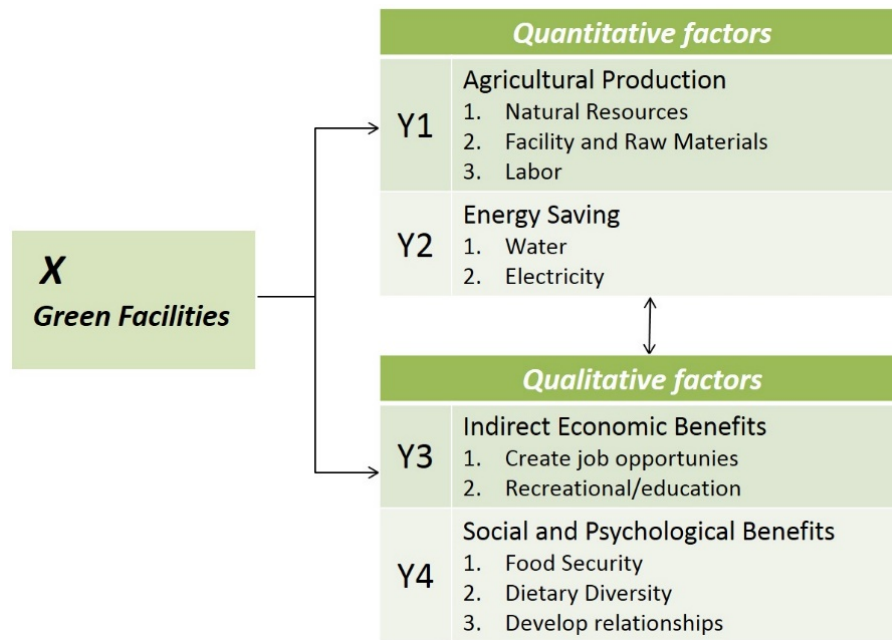 X
Green Facilities
Quantitative factors
Y1
Agricultural Production
1. Natural Resources
2. Facility and Raw Materials
3. Labor
Y2
Energy Saving
1. Water
2. Electricity
Qualitative factors
Y3
Indirect Economic Benefits
1. Create job opportunies
2. Recreational/education
Y4
Social and Psychological Benefits
1. Food Security
2. Dietary Diversity
3. Develop relationships